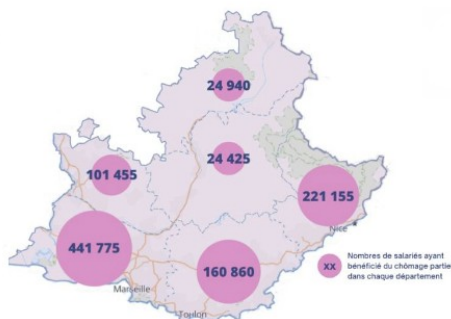 24 940
24 425
101 455
221 155
Nice
441 775
160 860
Marseille
Toulon
XX
Nombres de salariés ayant
bénéficié du chômage partie
dans chaque département